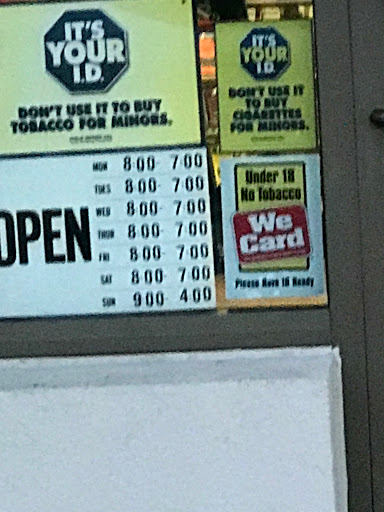 IT'S
YOUR
I.D.
DON'T USE IT TO BUY
TOBACCO FOR MINORS.
IT'S
YOUR
I.D.
DON'T USE IT
TO BUY
CIGARETTES
FOR MINORS.
OPEN
MON 8:00- 7:00
TUES 8:00- 7:00
WED 8:00- 7:00
THUR 8:00- 7:00
FRI 8:00- 7:00
SAT 8:00- 7:00
SUN 9:00- 4:00
Under 18
No Tobacco
We
Card
Please Have ID Ready